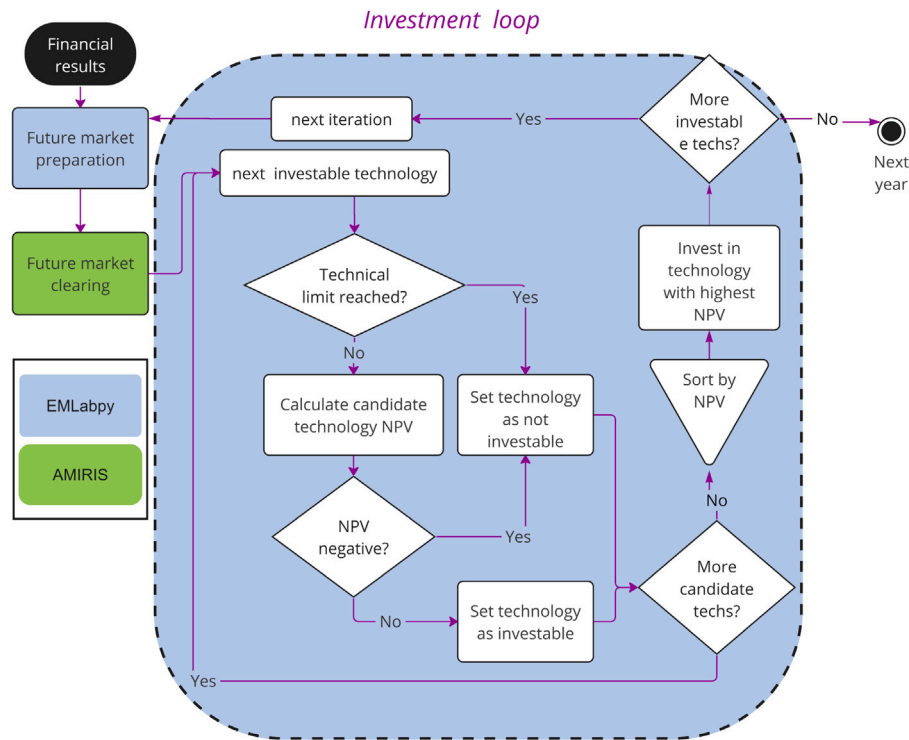 Investment loop
Financial
results
Future market
preparation
next iteration
Yes
More
investabl
e techs?
No
Next
year
next investable technology
Future market
clearing
Technical
limit reached?
Yes
No
Invest in
technology
with highest
NPV
EMLabpy
AMIRIS
Calculate candidate
technology NPV
Set technology
as not
investable
Sort by
NPV
No
NPV
negative?
Yes
More
candidate
techs?
No
Set technology
as investable
Yes